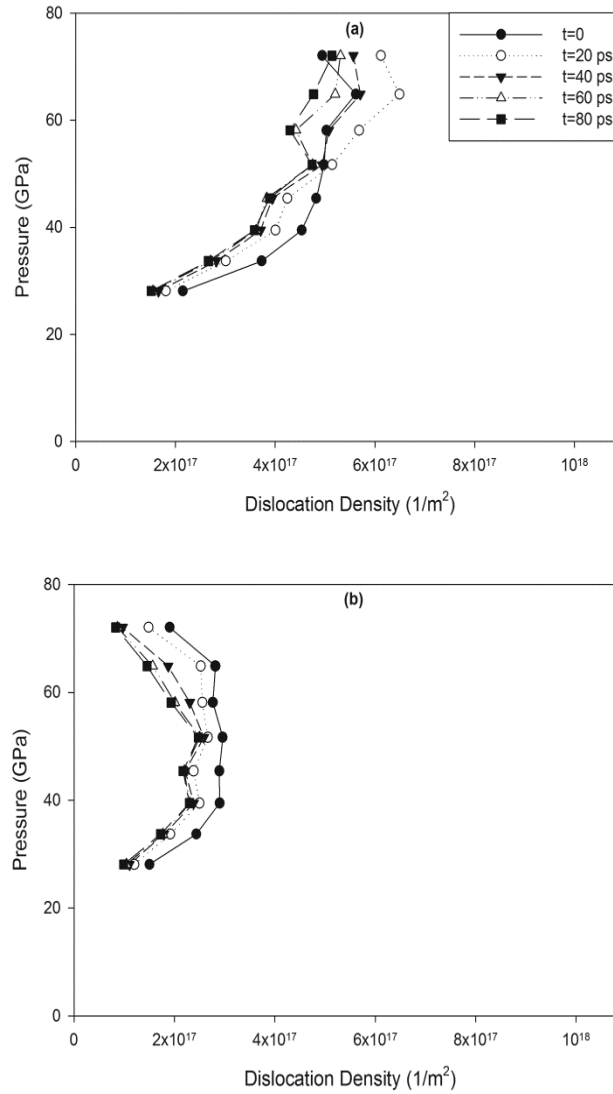 (a)
t=0
t=20 ps
t=40 ps
t=60 ps
t=80 ps
80
60
40
20
0
Pressure (GPa)
0 2x10¹⁷ 4x10¹⁷ 6x10¹⁷ 8x10¹⁷ 10¹⁸
Dislocation Density (1/m²)
(b)
80
60
40
20
0
Pressure (GPa)
0 2x10¹⁷ 4x10¹⁷ 6x10¹⁷ 8x10¹⁷ 10¹⁸
Dislocation Density (1/m²)